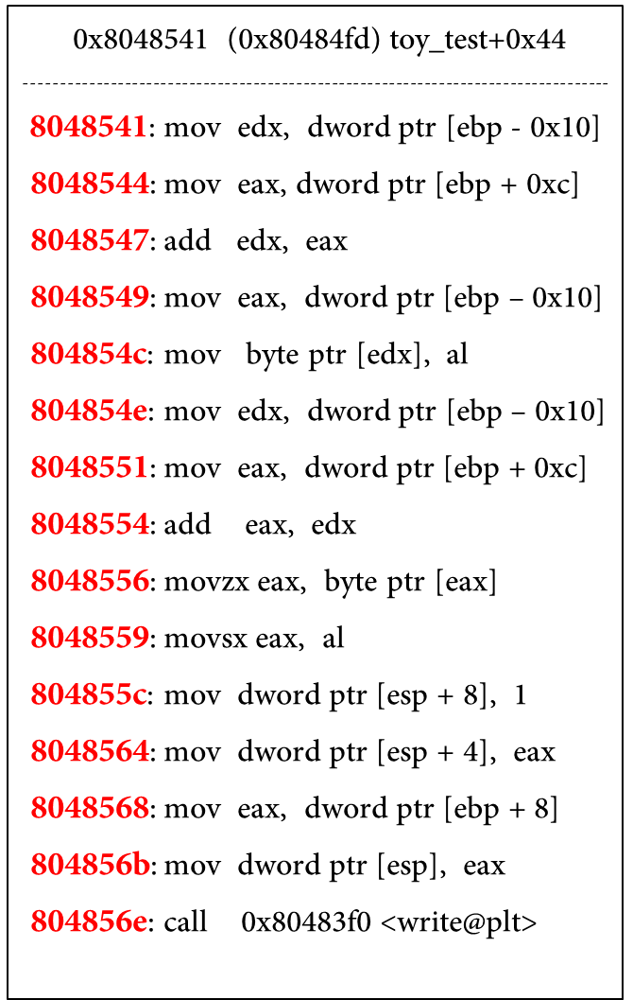 0x8048541 (0x80484fd) toy_test+0x44
8048541: mov edx, dword ptr [ebp - 0x10]
8048544: mov eax, dword ptr [ebp + 0xc]
8048547: add edx, eax
8048549: mov eax, dword ptr [ebp – 0x10]
804854c: mov byte ptr [edx], al
804854e: mov edx, dword ptr [ebp – 0x10]
8048551: mov eax, dword ptr [ebp + 0xc]
8048554: add eax, edx
8048556: movzx eax, byte ptr [eax]
8048559: movsx eax, al
804855c: mov dword ptr [esp + 8], 1
8048564: mov dword ptr [esp + 4], eax
8048568: mov eax, dword ptr [ebp + 8]
804856b: mov dword ptr [esp], eax
804856e: call 0x80483f0 <write@plt>